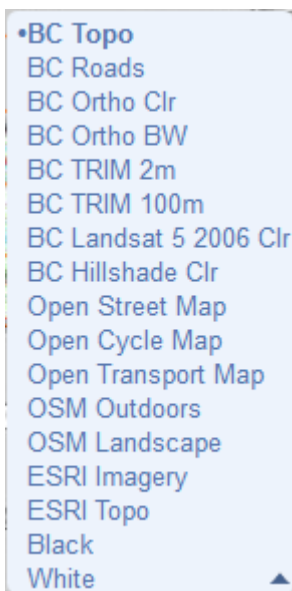 •BC Topo
BC Roads
BC Ortho Clr
BC Ortho BW
BC TRIM 2m
BC TRIM 100m
BC Landsat 5 2006 Clr
BC Hillshade Clr
Open Street Map
Open Cycle Map
Open Transport Map
OSM Outdoors
OSM Landscape
ESRI Imagery
ESRI Topo
Black
White